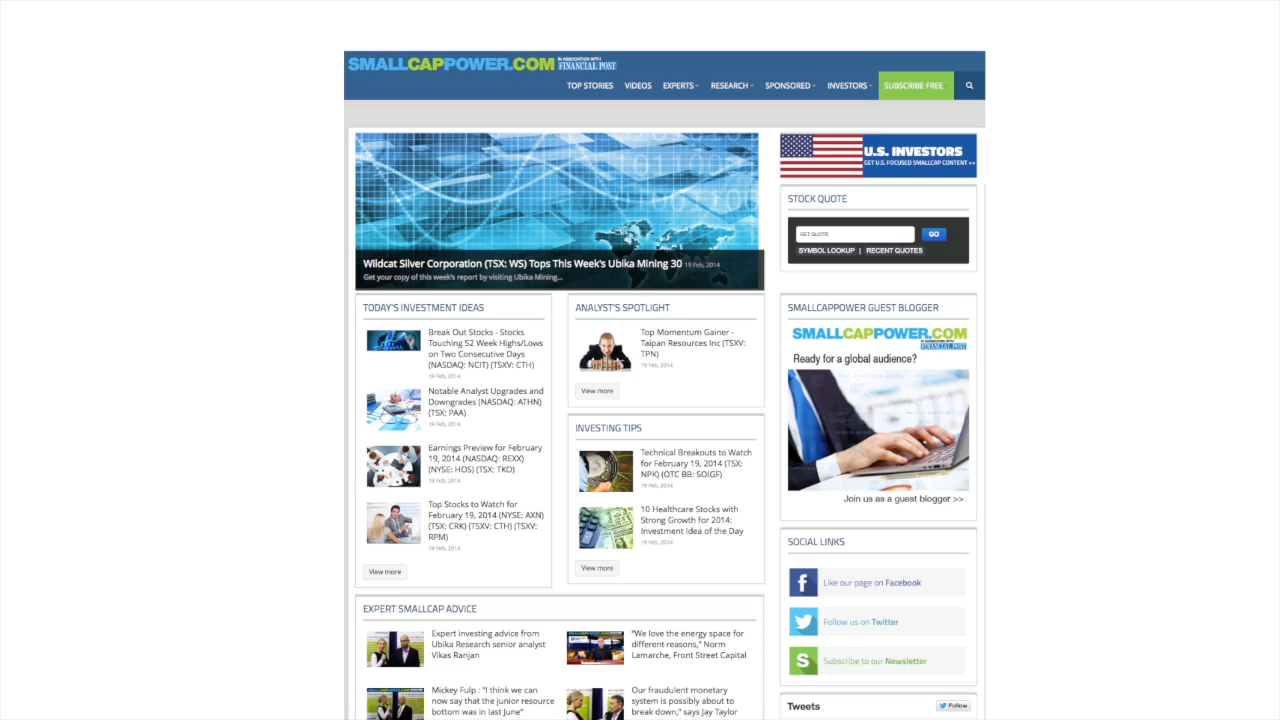 SMALLCAPPOWER.COM IN ASSOCIATION WITH FINANCIAL POST
TOP STORIES VIDEOS EXPERTS RESEARCH SPONSORED INVESTORS SUBSCRIBE FREE
Wildcat Silver Corporation (TSX: WS) Tops This Week's Ubika Mining 30 19 Feb, 2014
Get your copy of this week's report by visiting Ubika Mining...
U.S. INVESTORS
GET U.S. FOCUSED SMALLCAP CONTENT >>
STOCK QUOTE
GET QUOTE GO
SYMBOL LOOKUP | RECENT QUOTES
TODAY'S INVESTMENT IDEAS
Break Out Stocks - Stocks
Touching 52 Week Highs/Lows
on Two Consecutive Days
(NASDAQ: NCIT) (TSXV: CTH)
19 Feb, 2014
Notable Analyst Upgrades and
Downgrades (NASDAQ: ATHN)
(TSX: PAA)
19 Feb, 2014
Earnings Preview for February
19, 2014 (NASDAQ: REXX)
(NYSE: HOS) (TSX: TKO)
19 Feb, 2014
Top Stocks to Watch for
February 19, 2014 (NYSE: AXN)
(TSX: CRK) (TSXV: CTH) (TSXV:
RPM)
19 Feb, 2014
View more
ANALYST'S SPOTLIGHT
Top Momentum Gainer -
Taipan Resources Inc (TSXV:
TPN)
19 Feb, 2014
View more
INVESTING TIPS
Technical Breakouts to Watch
for February 19, 2014 (TSX:
NPK) (OTC BB: SOIGF)
19 Feb, 2014
10 Healthcare Stocks with
Strong Growth for 2014:
Investment Idea of the Day
19 Feb, 2014
View more
SMALLCAPPOWER GUEST BLOGGER
SMALLCAPPOWER.COM
IN ASSOCIATION WITH
FINANCIAL POST
Ready for a global audience?
Join us as a guest blogger >>
SOCIAL LINKS
Like our page on Facebook
Follow us on Twitter
S Subscribe to our Newsletter
Tweets Follow
EXPERT SMALLCAP ADVICE
Expert investing advice from
Ubika Research senior analyst
Vikas Ranjan
"We love the energy space for
different reasons," Norm
Lamarche, Front Street Capital
Mickey Fulp : "I think we can
now say that the junior resource
bottom was in last June"
Our fraudulent monetary
system is possibly about to
break down," says Jay Taylor